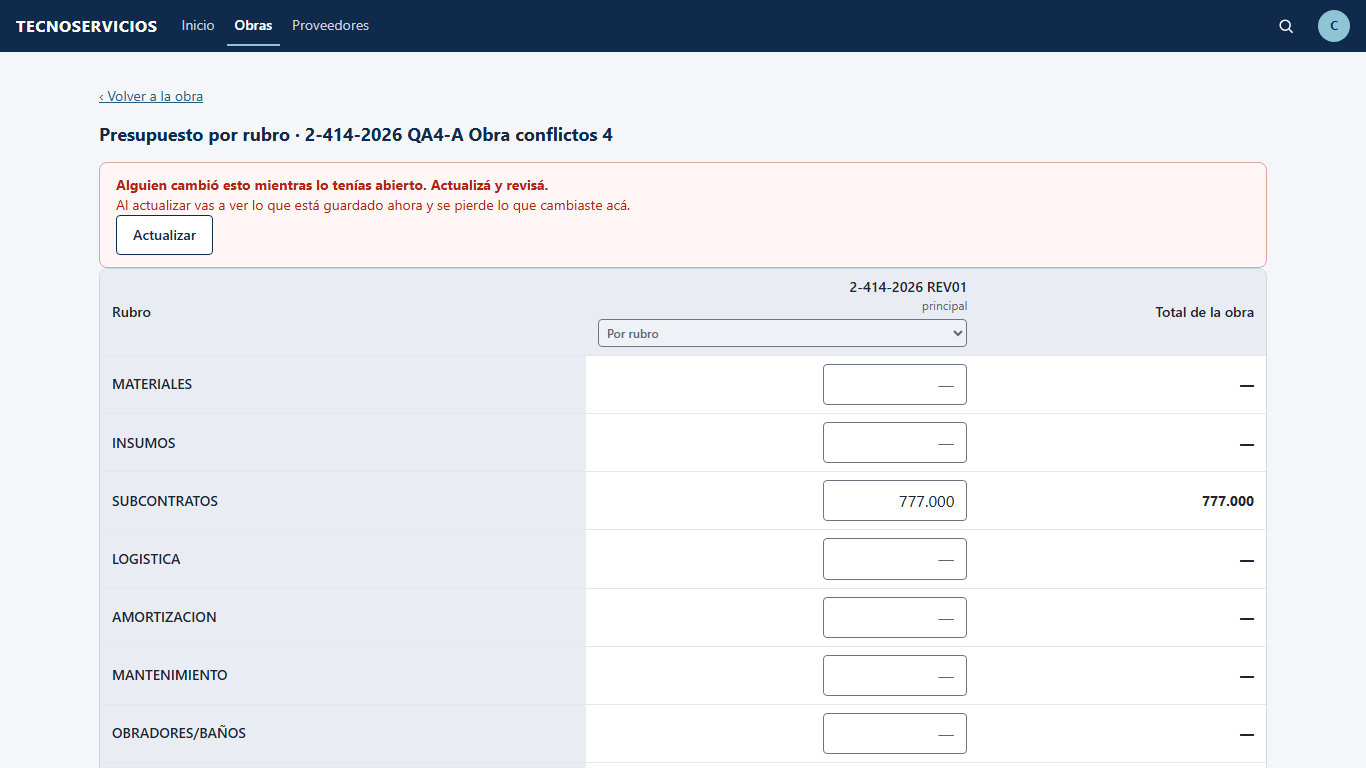 TECNOSERVICIOS Inicio Obras Proveedores C
‹ Volver a la obra
Presupuesto por rubro · 2-414-2026 QA4-A Obra conflictos 4
Alguien cambió esto mientras lo tenías abierto. Actualizá y revisá.
Al actualizar vas a ver lo que está guardado ahora y se pierde lo que cambiaste acá.
Actualizar
Rubro
2-414-2026 REV01
principal
Por rubro
Total de la obra
MATERIALES — —
INSUMOS — —
SUBCONTRATOS 777.000 777.000
LOGISTICA — —
AMORTIZACION — —
MANTENIMIENTO — —
OBRADORES/BAÑOS — —